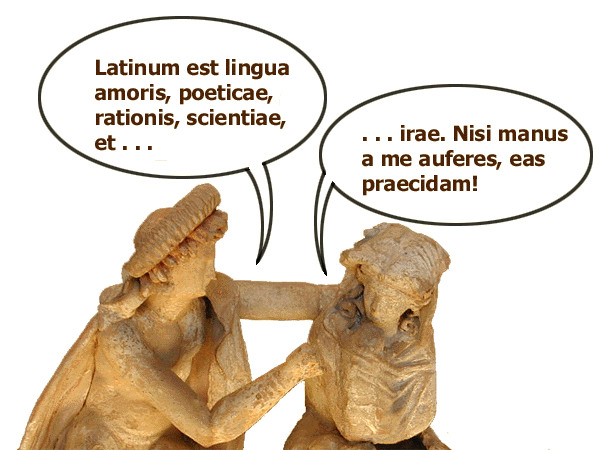 Latinum est lingua
amoris, poeticae,
rationis, scientiae,
et . . .
. . . irae. Nisi manus
a me auferes, eas
praecidam!